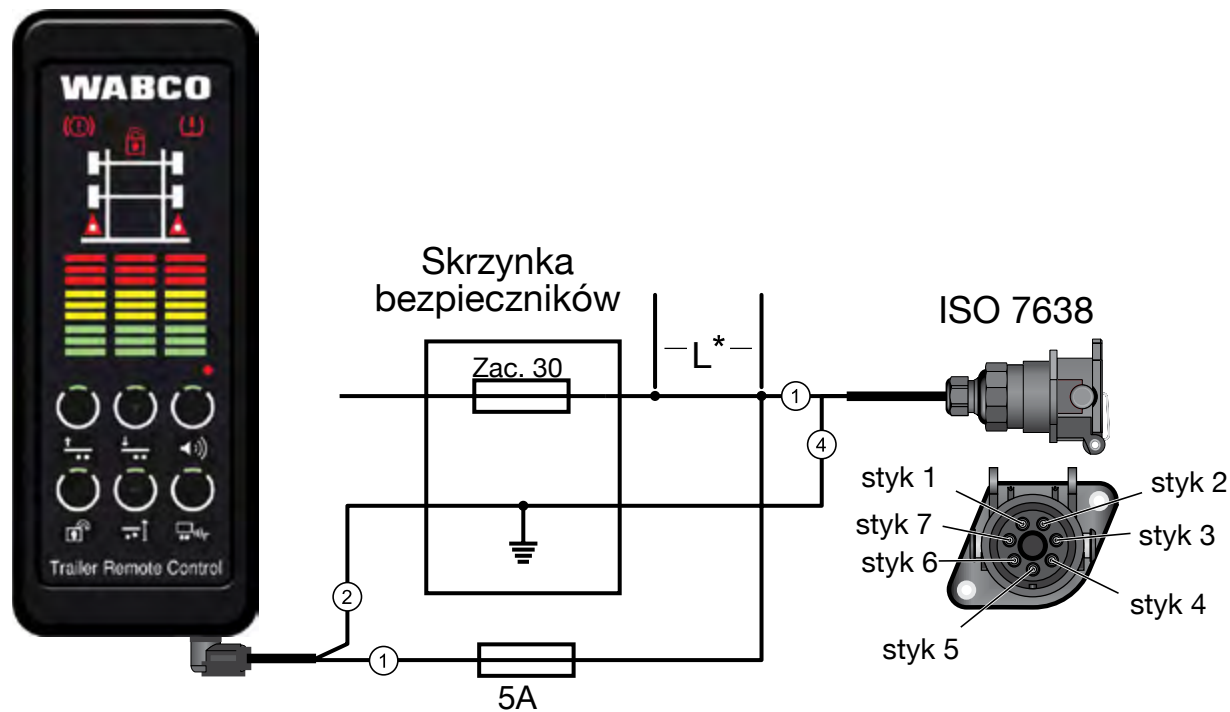 WABCO
Trailer Remote Control
Skrzynka
bezpieczników
Zac. 30
L*
ISO 7638
1
4
2
1
5A
styk 1
styk 2
styk 7
styk 3
styk 6
styk 4
styk 5